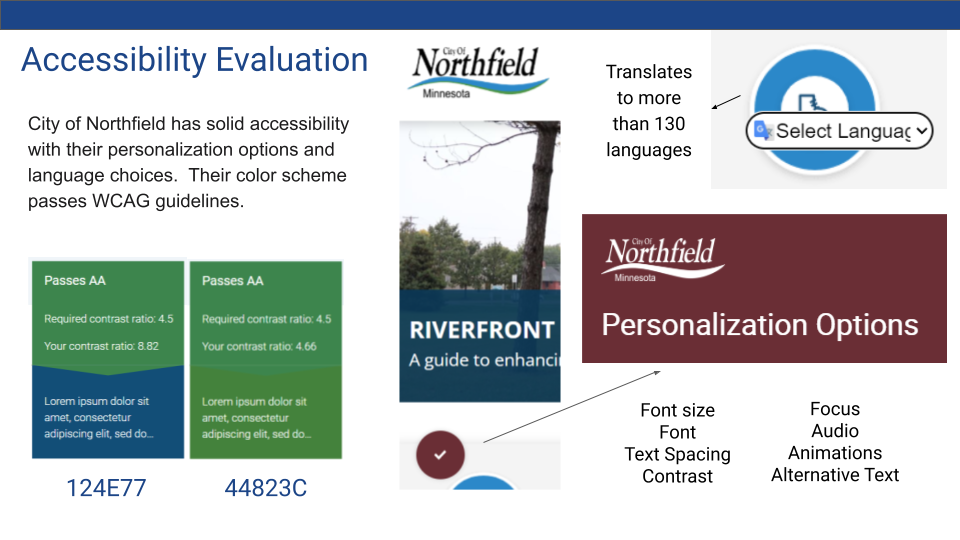 Accessibility Evaluation
City of Northfield has solid accessibility
with their personalization options and
language choices.  Their color scheme
passes WCAG guidelines.
Passes AA
Required contrast ratio: 4.5
Your contrast ratio: 8.82
Lorem ipsum dolor sit
amet, consectetur
adipiscing elit, sed do...
124E77
Passes AA
Required contrast ratio: 4.5
Your contrast ratio: 4.66
Lorem ipsum dolor sit
amet, consectetur
adipiscing elit, sed do...
44823C
City Of
Northfield
Minnesota
RIVERFRONT
A guide to enhanci
Translates
to more
than 130
languages
Select Languag
City Of
Northfield
Minnesota
Personalization Options
Font size
Font
Text Spacing
Contrast
Focus
Audio
Animations
Alternative Text